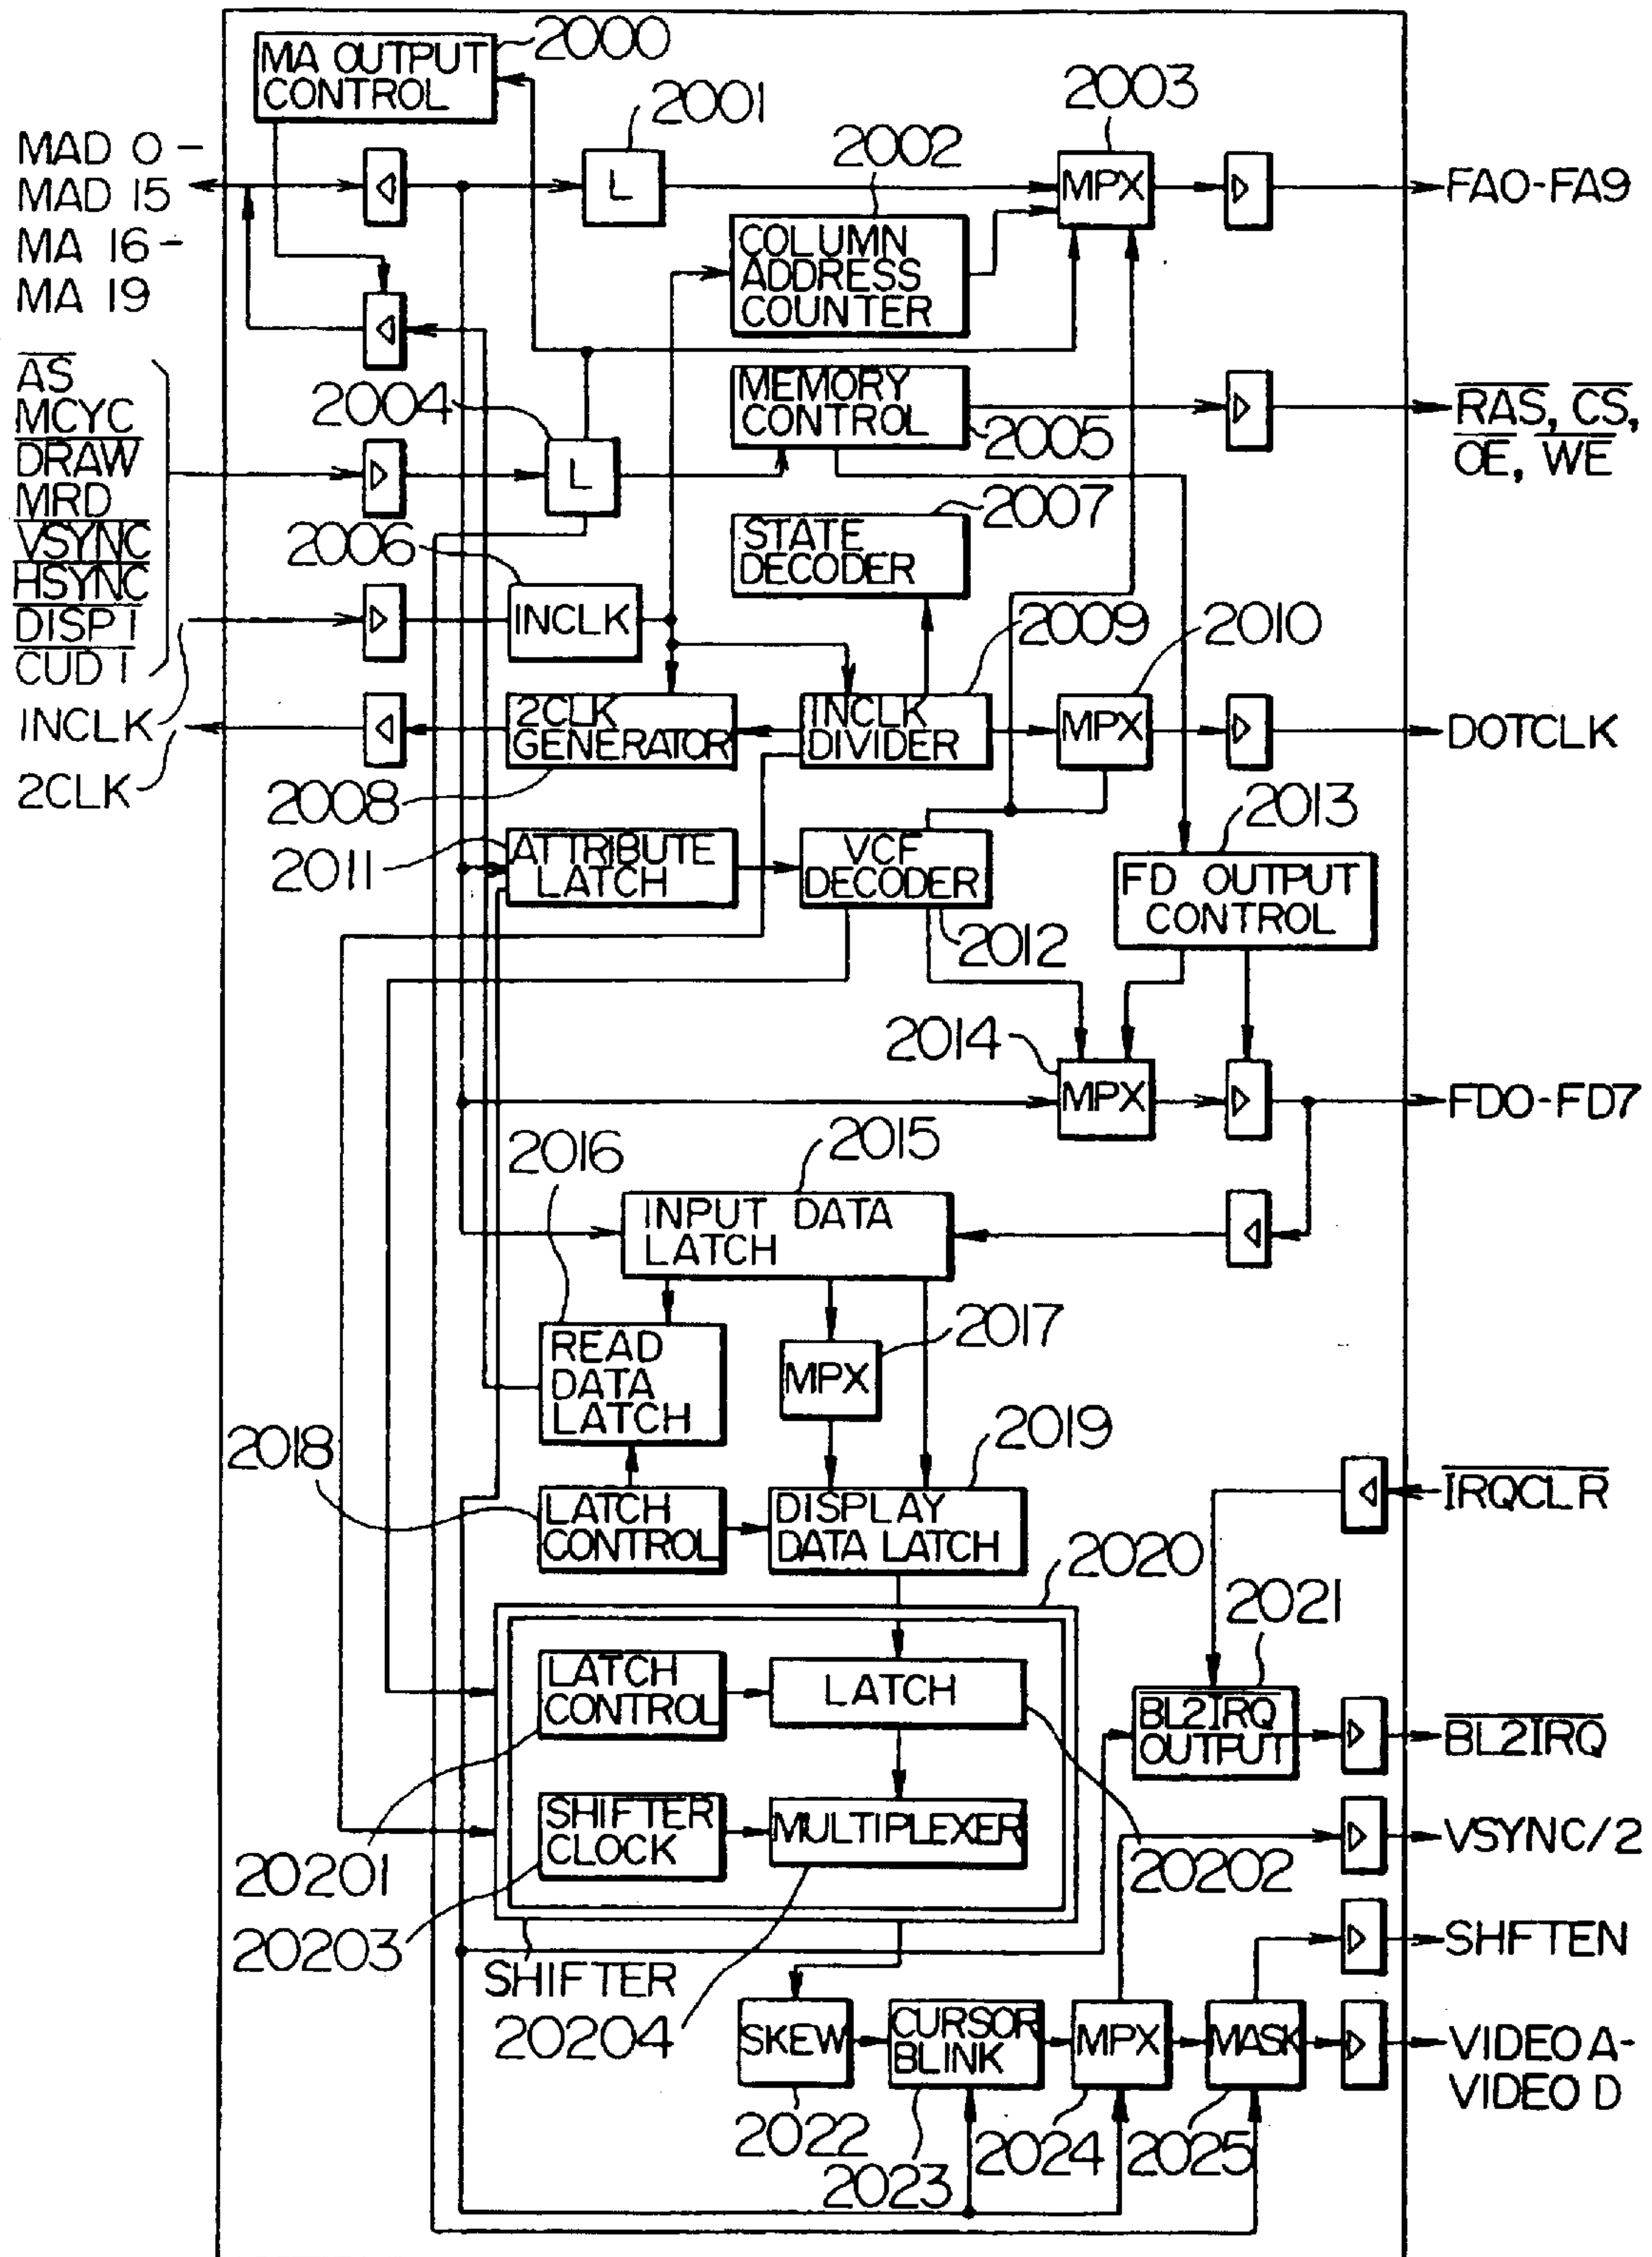 MA OUTPUT
CONTROL
2000
2001
2002
2003
MAD 0-
MAD 15
MA 16-
MA 19
L
MPX
FA0-FA9
COLUMN
ADDRESS
COUNTER
AS
MCYC
DRAW
MRD
VSYNC
HSYNC
DISP1
CUD1
INCLK
2CLK
2004
L
MEMORY
CONTROL
2005
RAS, CS,
OE, WE
2006
INCLK
2007
STATE
DECODER
2009
2010
2CLK
GENERATOR
2008
INCLK
DIVIDER
MPX
DOTCLK
2011
ATTRIBUTE
LATCH
VCF
DECODER
2012
2013
FD OUTPUT
CONTROL
2014
MPX
FD0-FD7
2016
2015
INPUT DATA
LATCH
READ
DATA
LATCH
MPX
2017
2018
LATCH
CONTROL
DISPLAY
DATA LATCH
2019
IRQCLR
2020
2021
LATCH
CONTROL
LATCH
BL2IRQ
OUTPUT
BL2IRQ
SHIFTER
CLOCK
MULTIPLEXER
VSYNC/2
20201
20202
20203
SHIFTER
SHFTEN
20204
SKEW
CURSOR
BLINK
MPX
MASK
VIDEO A-
VIDEO D
2022
2023
2024
2025